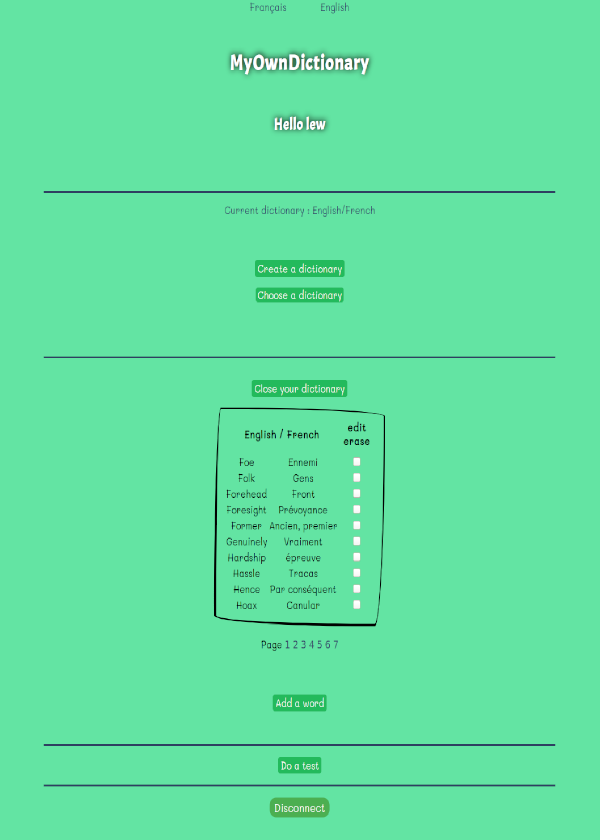 Français English
MyOwnDictionary
Hello lew
Current dictionary : English/French
Create a dictionary
Choose a dictionary
Close your dictionary
English / French edit erase
Foe Ennemi
Folk Gens
Forehead Front
Foresight Prévoyance
Former Ancien, premier
Genuinely Vraiment
Hardship épreuve
Hassle Tracas
Hence Par conséquent
Hoax Canular
Page 1 2 3 4 5 6 7
Add a word
Do a test
Disconnect